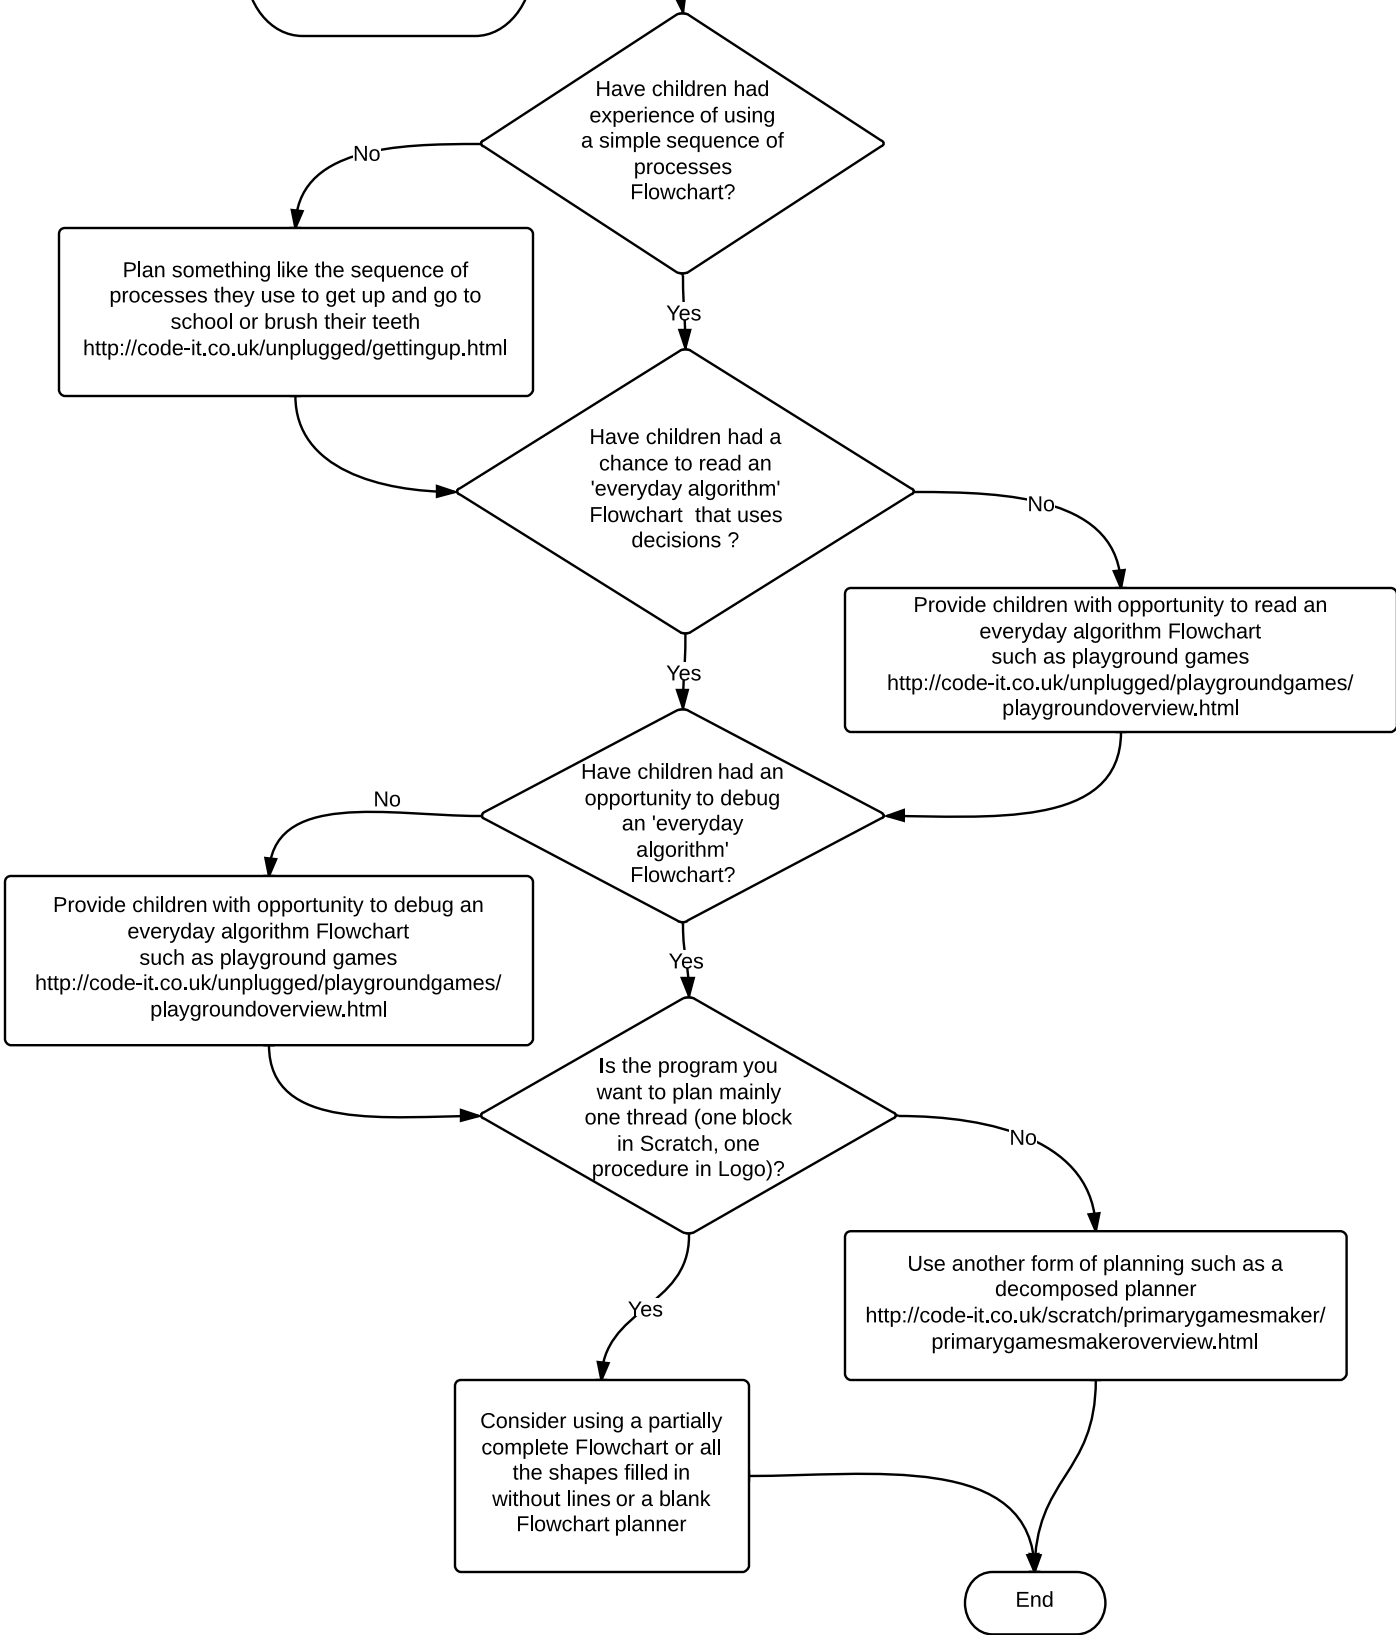 Have children had
experience of using
a simple sequence of
processes
Flowchart?
No
Plan something like the sequence of
processes they use to get up and go to
school or brush their teeth
http://code-it.co.uk/unplugged/gettingup.html
Yes
Have children had a
chance to read an
'everyday algorithm'
Flowchart  that uses
decisions ?
No
Provide children with opportunity to read an
everyday algorithm Flowchart
such as playground games
http://code-it.co.uk/unplugged/playgroundgames/
playgroundoverview.html
Yes
Have children had an
opportunity to debug
an 'everyday
algorithm'
Flowchart?
No
Provide children with opportunity to debug an
everyday algorithm Flowchart
such as playground games
http://code-it.co.uk/unplugged/playgroundgames/
playgroundoverview.html
Yes
Is the program you
want to plan mainly
one thread (one block
in Scratch, one
procedure in Logo)?
No
Use another form of planning such as a
decomposed planner
http://code-it.co.uk/scratch/primarygamesmaker/
primarygamesmakeroverview.html
Yes
Consider using a partially
complete Flowchart or all
the shapes filled in
without lines or a blank
Flowchart planner
End